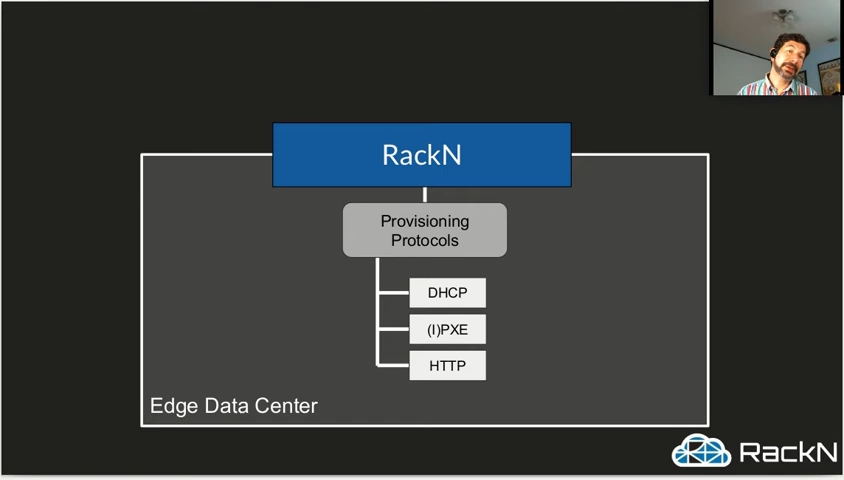 RackN
Provisioning
Protocols
DHCP
(I)PXE
HTTP
Edge Data Center
RackN